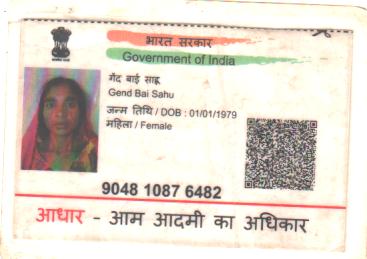 भारत सरकार
Government of India
गेंद बाई साहू
Gend Bai Sahu
जन्म तिथि / DOB : 01/01/1979
महिला / Female
9048 1087 6482
आधार - आम आदमी का अधिकार